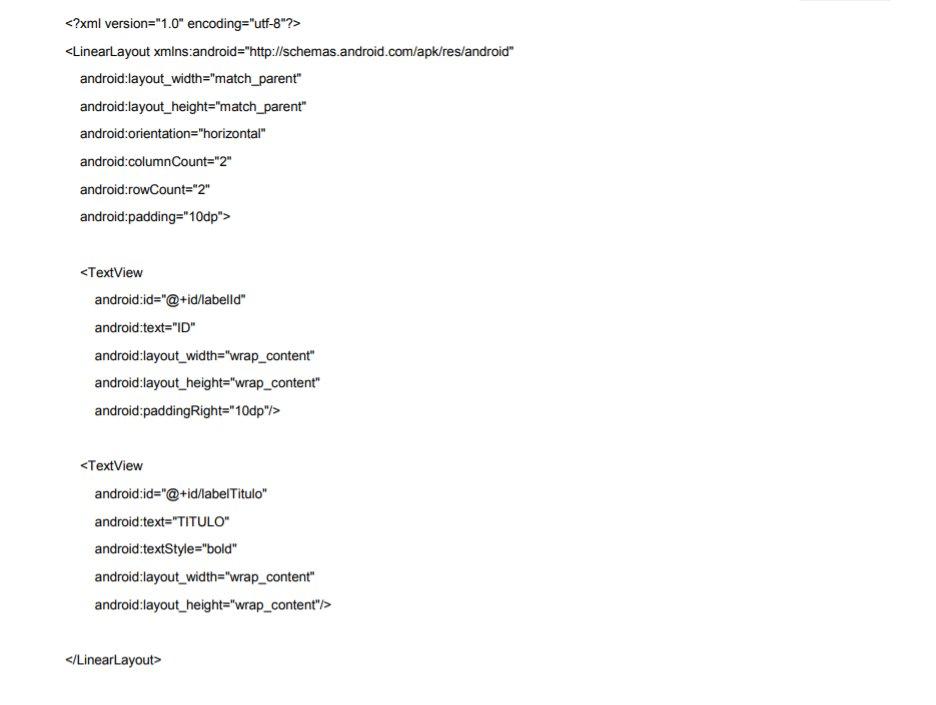 <?xml version="1.0" encoding="utf-8"?>
<LinearLayout xmlns:android="http://schemas.android.com/apk/res/android"
android:layout_width="match_parent"
android:layout_height="match_parent"
android:orientation="horizontal"
android:columnCount="2"
android:rowCount="2"
android:padding="10dp">
<TextView
android:id="@+id/labelId"
android:text="ID"
android:layout_width="wrap_content"
android:layout_height="wrap_content"
android:paddingRight="10dp"/>
<TextView
android:id="@+id/labelTitulo"
android:text="TITULO"
android:textStyle="bold"
android:layout_width="wrap_content"
android:layout_height="wrap_content"/>
</LinearLayout>